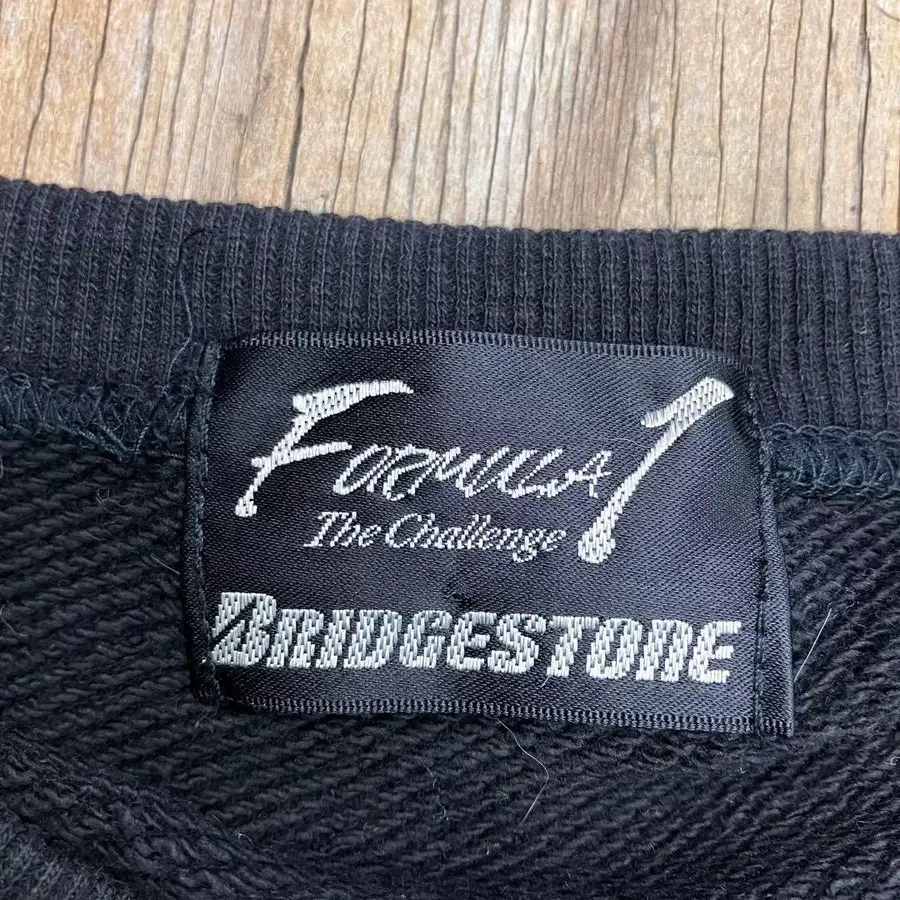 FORMULA 1
The Challenge
BRIDGESTONE